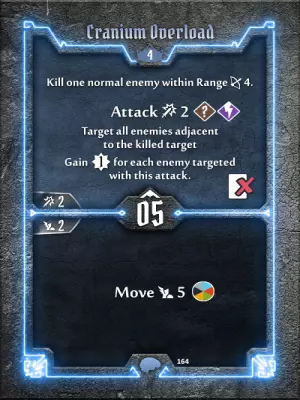 Cranium Overload
4
Kill one normal enemy within Range 4.
Attack 2 ?
Target all enemies adjacent
to the killed target
Gain 1 for each enemy targeted
with this attack.
2
05
2
Move 5
164